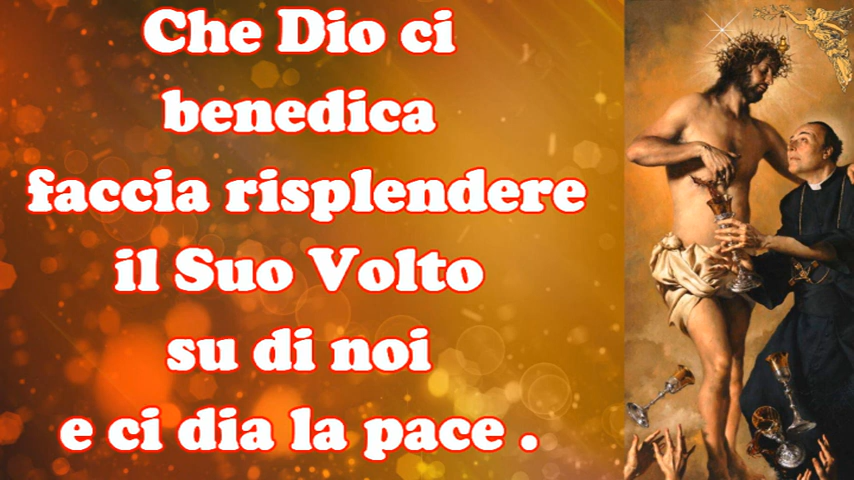 Che Dio ci
benedica
faccia risplendere
il Suo Volto
su di noi
e ci dia la pace .